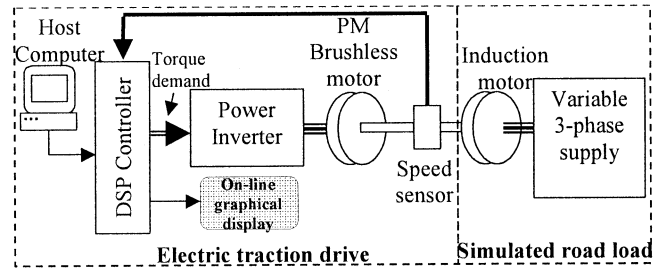 Host
Computer
DSP Controller
Torque
demand
Power
Inverter
PM
Brushless
motor
Speed
sensor
Induction
motor
Variable
3-phase
supply
On-line
graphical
display
Electric traction drive
Simulated road load